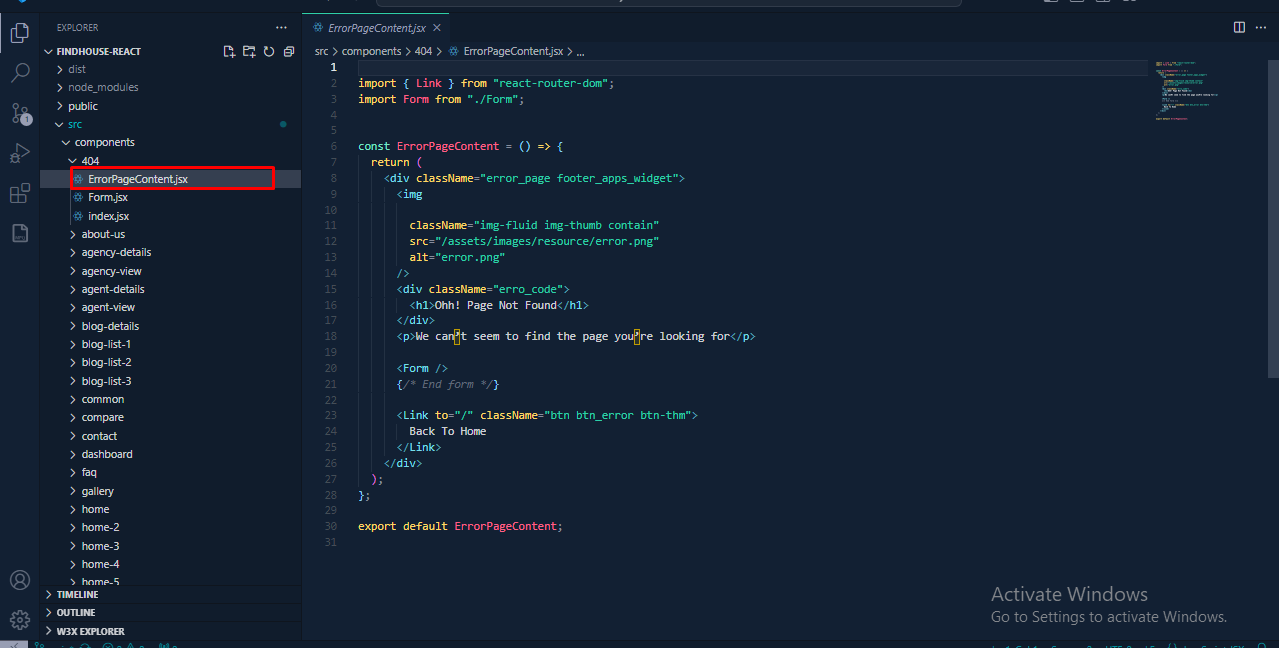 EXPLORER
FINDHOUSE-REACT
dist
node_modules
public
src
components
404
ErrorPageContent.jsx
Form.jsx
index.jsx
about-us
agency-details
agency-view
agent-details
agent-view
blog-details
blog-list-1
blog-list-2
blog-list-3
common
compare
contact
dashboard
faq
gallery
home
home-2
home-3
home-4
home-5
TIMELINE
OUTLINE
W3X EXPLORER
1
ErrorPageContent.jsx
src > components > 404 > ErrorPageContent.jsx > ...
1
2 import { Link } from "react-router-dom";
3 import Form from "./Form";
4
5
6 const ErrorPageContent = () => {
7 return (
8 <div className="error_page footer_apps_widget">
9 <img
10
11 className="img-fluid img-thumb contain"
12 src="/assets/images/resource/error.png"
13 alt="error.png"
14 />
15 <div className="erro_code">
16 <h1>Ohh! Page Not Found</h1>
17 </div>
18 <p>We can’t seem to find the page you’re looking for</p>
19
20 <Form />
21 {/* End form */}
22
23 <Link to="/" className="btn btn_error btn-thm">
24 Back To Home
25 </Link>
26 </div>
27 );
28 };
29
30 export default ErrorPageContent;
31
Activate Windows
Go to Settings to activate Windows.